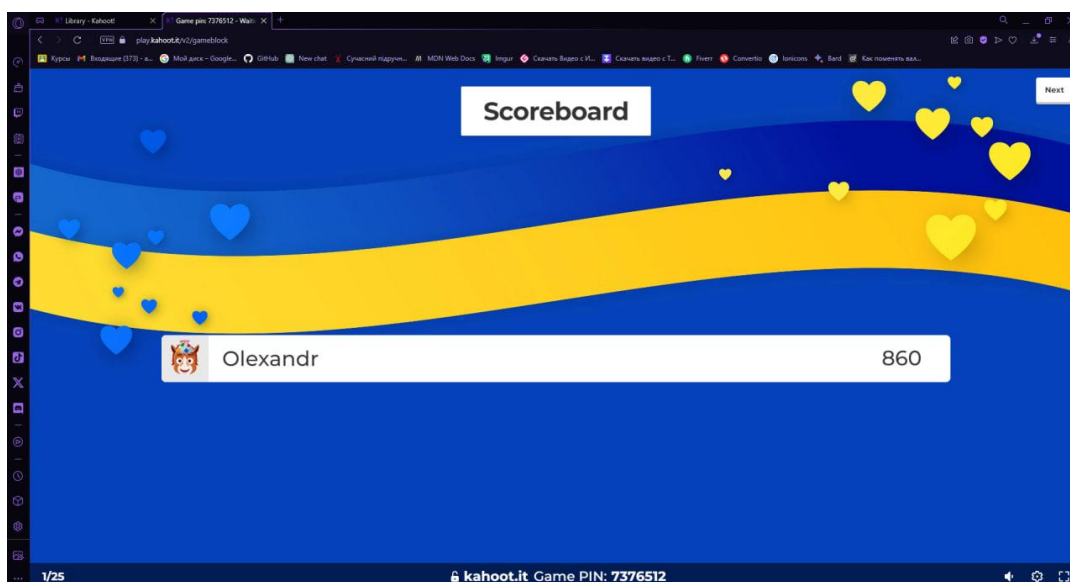 Library - Kahoot!
Game pin: 7376512 - Waiti
VPN
play.kahoot.it/v2/gameblock
Курсы
Входящие (373) - a...
Мой диск – Google...
GitHub
New chat
Сучасний підручн...
MDN Web Docs
Imgur
Скачать Видео с И...
Скачать видео с Т...
Fiverr
Convertio
Ionicons
Bard
Как поменять вал...
Scoreboard
Next
Olexandr 860
1/25
kahoot.it Game PIN: 7376512